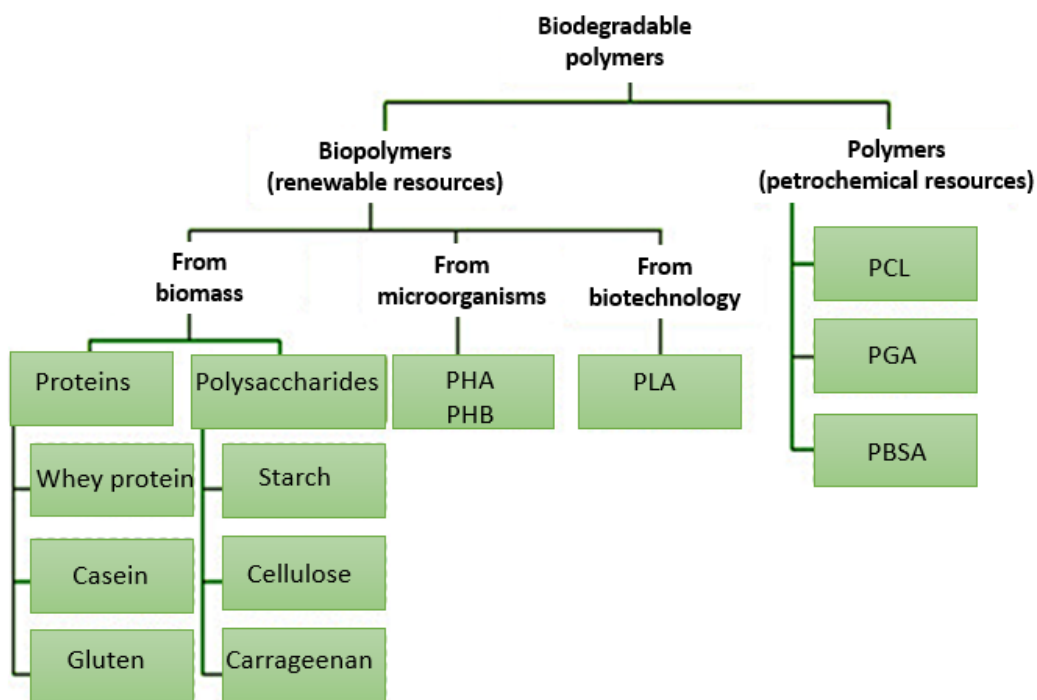 Biodegradable
polymers
Biopolymers
(renewable resources)
Polymers
(petrochemical resources)
From
biomass
From
microorganisms
From
biotechnology
Proteins
Polysaccharides
PHA
PHB
PLA
PCL
PGA
PBSA
Whey protein
Starch
Casein
Cellulose
Gluten
Carrageenan